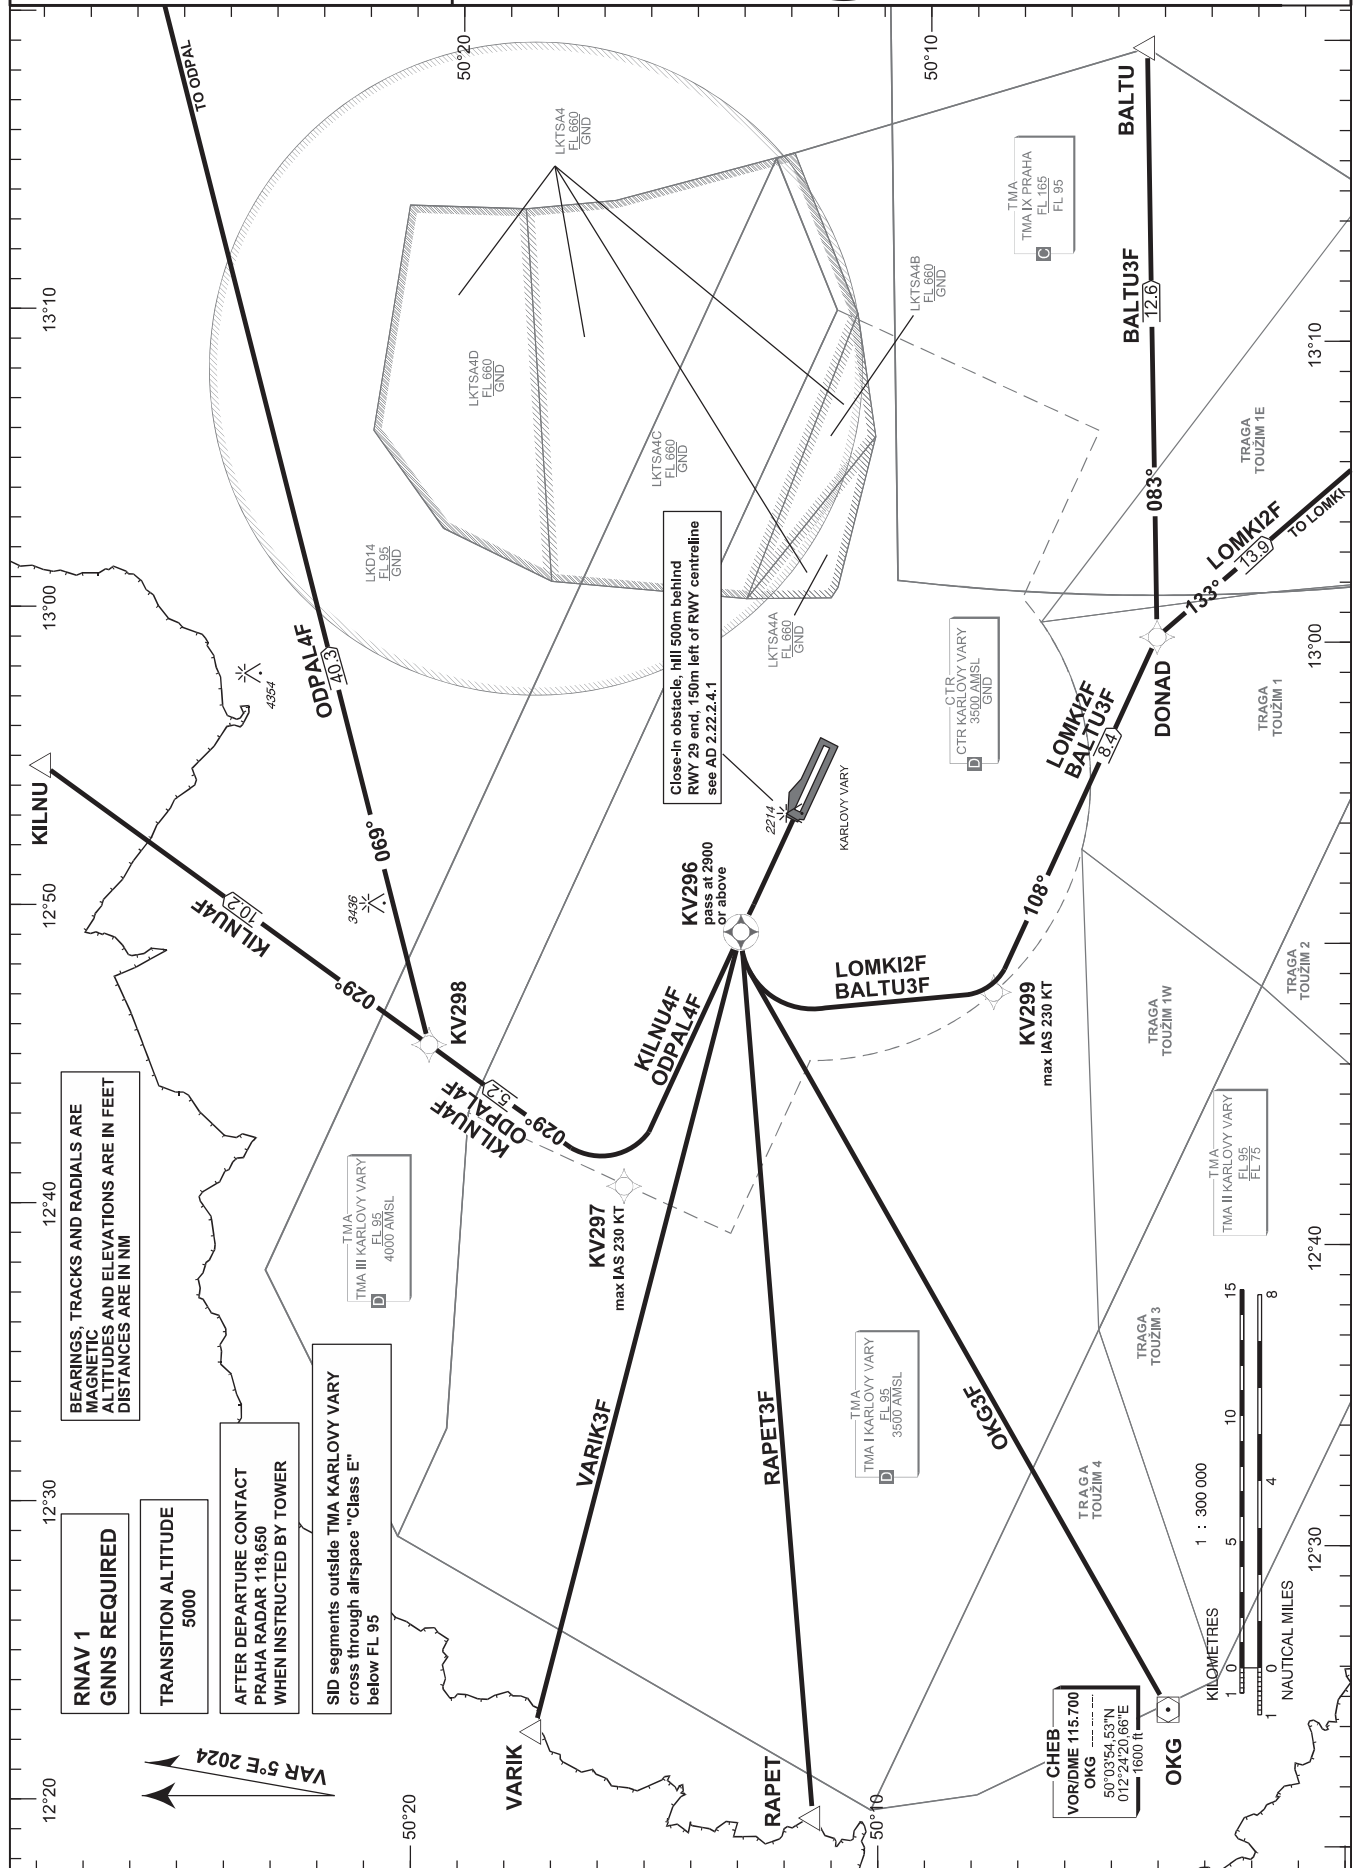 RNAV 1
GNNS REQUIRED
TRANSITION ALTITUDE
5000
AFTER DEPARTURE CONTACT
PRAHA RADAR 118,650
WHEN INSTRUCTED BY TOWER
SID segments outside TMA KARLOVY VARY
cross through airspace "Class E"
below FL 95
BEARINGS, TRACKS AND RADIALS ARE
MAGNETIC
ALTITUDES AND ELEVATIONS ARE IN FEET
DISTANCES ARE IN NM
VAR 5°E 2024
12°20
12°30
12°40
12°50
13°00
13°10
TO ODPAL
50°20
50°10
KILNU
KILNU4F
10.2
029°
KV298
KILNU4F
ODPAL4F
5.2
029°
069°
ODPAL4F
40.3
4354
3436
LKD14
FL 95
GND
LKTSA4
FL 660
GND
LKTSA4D
FL 660
GND
LKTSA4C
FL 660
GND
LKTSA4B
FL 660
GND
LKTSA4A
FL 660
GND
Close-in obstacle, hill 500m behind
RWY 29 end, 150m left of RWY centreline
see AD 2.22.2.4.1
2214
KARLOVY VARY
KV296
pass at 2900
or above
KILNU4F
ODPAL4F
KV297
max IAS 230 KT
LOMKI2F
BALTU3F
KV299
max IAS 230 KT
108°
LOMKI2F
BALTU3F
8.4
DONAD
083°
BALTU3F
12.6
BALTU
133°
LOMKI2F
13.9
TO LOMKI
TMA
TMA IX PRAHA
FL 165
FL 95
C
CTR
CTR KARLOVY VARY
3500 AMSL
GND
D
TMA
TMA III KARLOVY VARY
FL 95
4000 AMSL
D
TMA
TMA I KARLOVY VARY
FL 95
3500 AMSL
D
TMA
TMA II KARLOVY VARY
FL 95
FL 75
TRAGA
TOUŽIM 1E
TRAGA
TOUŽIM 1
TRAGA
TOUŽIM 2
TRAGA
TOUŽIM 1W
TRAGA
TOUŽIM 3
TRAGA
TOUŽIM 4
VARIK3F
VARIK
RAPET3F
RAPET
OKG3F
OKG
CHEB
VOR/DME 115.700
OKG
50°03'54,53"N
012°24'20,66"E
1600 ft
50°20
50°10
1 : 300 000
KILOMETRES
1 0 5 10 15
1 0 4 8
NAUTICAL MILES
12°30
12°40
13°00
13°10